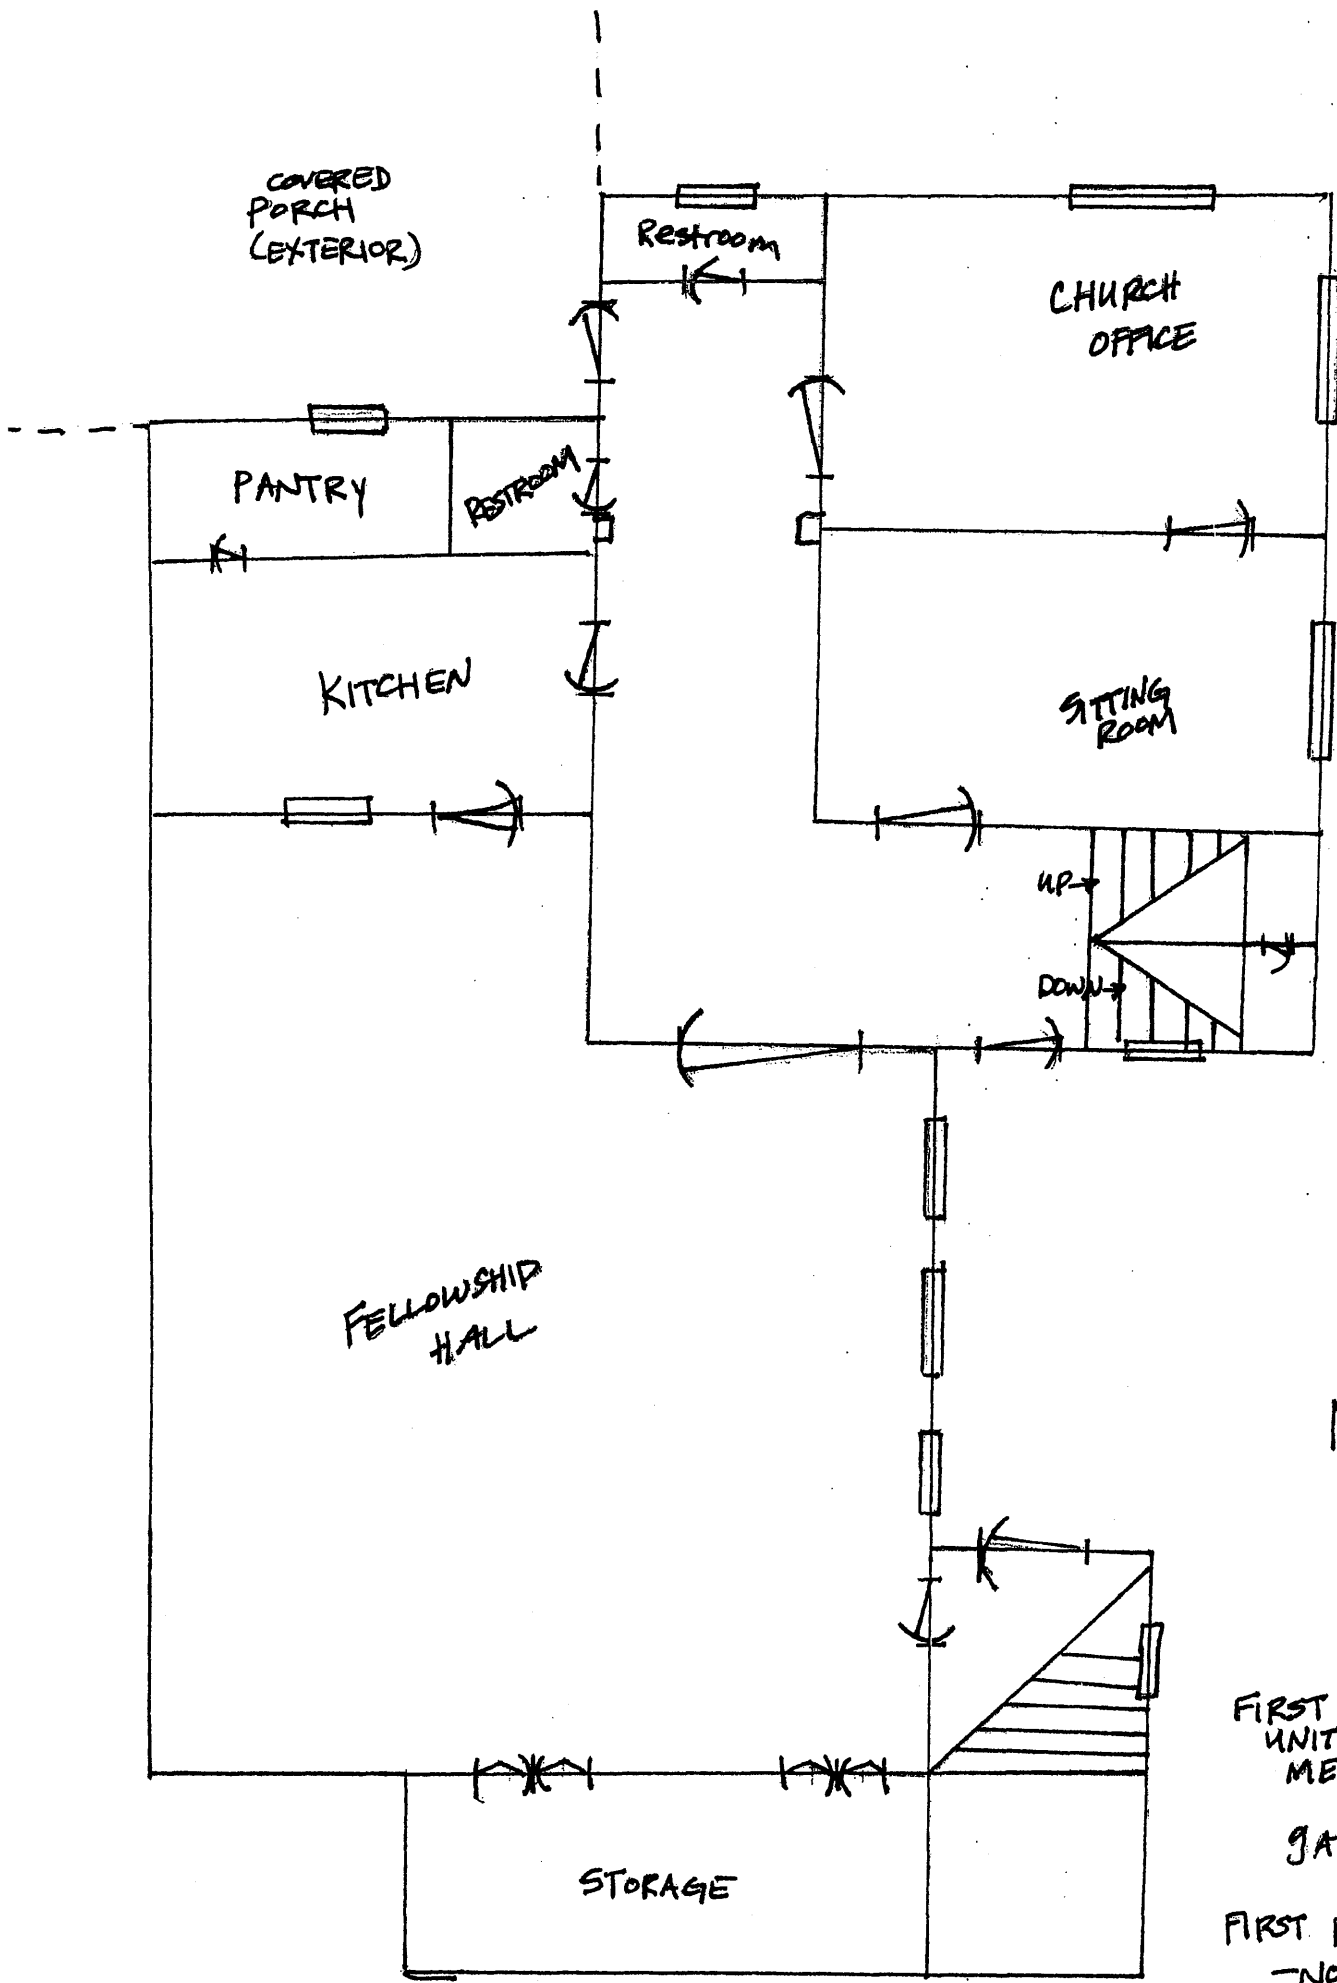 COVERED
PORCH
(EXTERIOR)
Restroom
CHURCH
OFFICE
PANTRY
RESTROOM
KITCHEN
SITTING
ROOM
UP
DOWN
FELLOWSHIP
HALL
STORAGE
FIRST
UNIT
ME
gA
FIRST